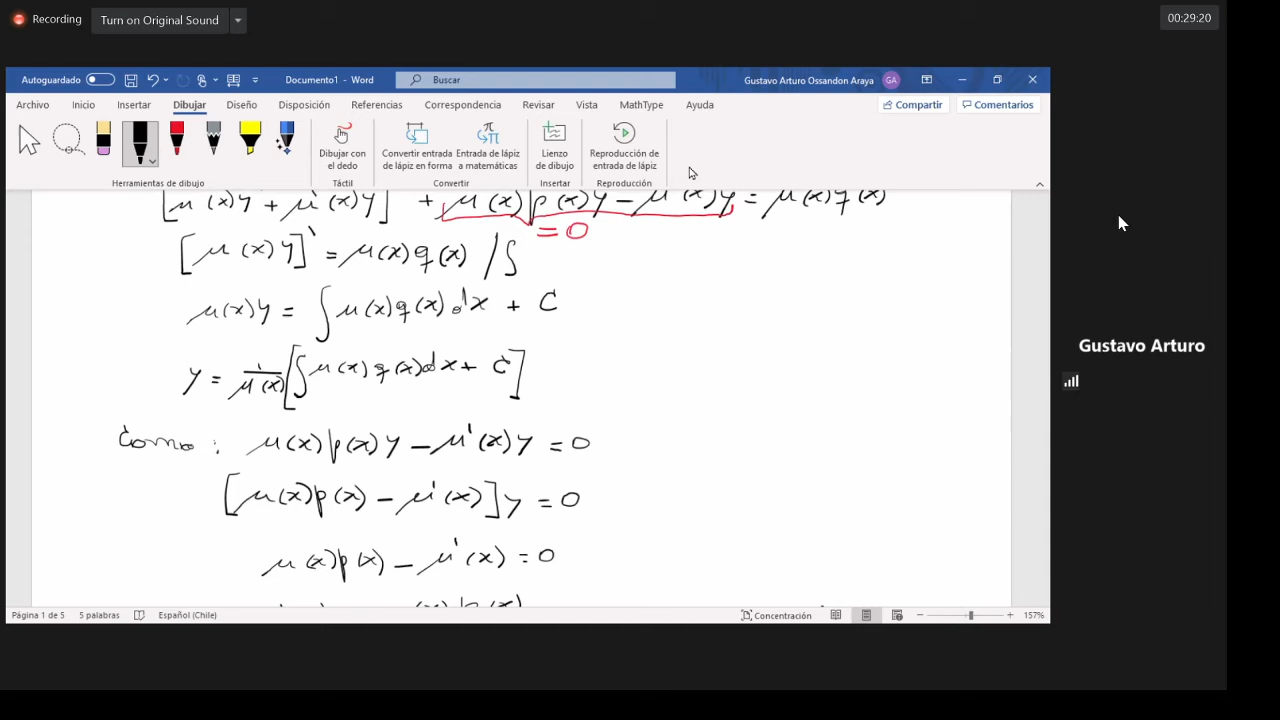 Recording
Turn on Original Sound
00:29:20
Autoguardado
Documento1 - Word
Buscar
Gustavo Arturo Ossandon Araya
GA
Archivo Inicio Insertar Dibujar Diseño Disposición Referencias Correspondencia Revisar Vista MathType Ayuda
Compartir
Comentarios
Dibujar con el dedo
Convertir entrada de lápiz en forma
Entrada de lápiz a matemáticas
Lienzo de dibujo
Reproducción de entrada de lápiz
Herramientas de dibujo
Táctil
Convertir
Insertar
Reproducción
[μ(x)y + μ'(x)y] + μ(x)p(x)y − μ'(x)y = μ(x)q(x)
= 0
[μ(x)y]' = μ(x)q(x) /∫
μ(x)y = ∫ μ(x)q(x)dx + C
y = 1/μ(x) [∫ μ(x)q(x)dx + C]
Como : μ(x)p(x)y − μ'(x)y = 0
[μ(x)p(x) − μ'(x)]y = 0
μ(x)p(x) − μ'(x) = 0
Gustavo Arturo
Página 1 de 5
5 palabras
Español (Chile)
Concentración
157%